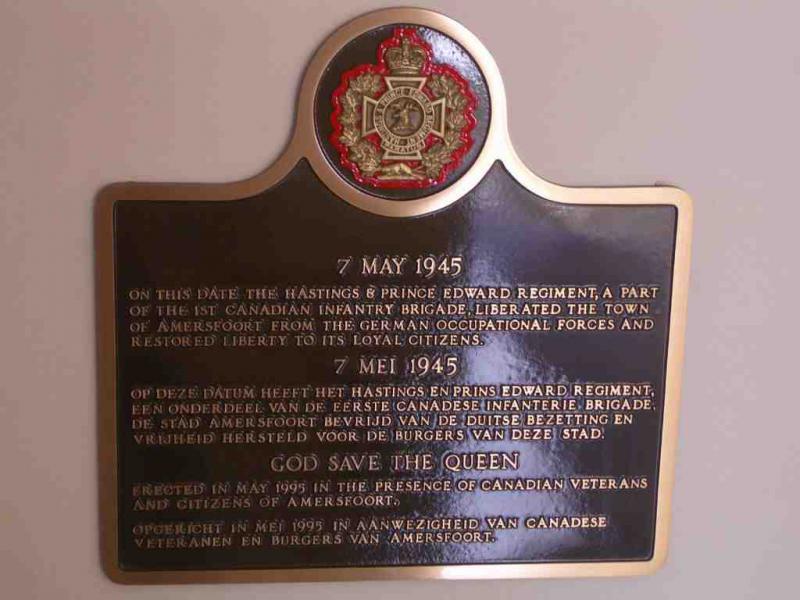 HASTINGS & PRINCE EDWARD REGIMENT
PARATUS
7 MAY 1945
ON THIS DATE THE HASTINGS & PRINCE EDWARD REGIMENT, A PART
OF THE 1ST CANADIAN INFANTRY BRIGADE, LIBERATED THE TOWN
OF AMERSFOORT FROM THE GERMAN OCCUPATIONAL FORCES AND
RESTORED LIBERTY TO ITS LOYAL CITIZENS.
7 MEI 1945
OP DEZE DATUM HEEFT HET HASTINGS EN PRINS EDWARD REGIMENT,
EEN ONDERDEEL VAN DE EERSTE CANADESE INFANTERIE BRIGADE,
DE STAD AMERSFOORT BEVRIJD VAN DE DUITSE BEZETTING EN
VRIJHEID HERSTELD VOOR DE BURGERS VAN DEZE STAD.
GOD SAVE THE QUEEN
ERECTED IN MAY 1995 IN THE PRESENCE OF CANADIAN VETERANS
AND CITIZENS OF AMERSFOORT.
OPGERICHT IN MEI 1995 IN AANWEZIGHEID VAN CANADESE
VETERANEN EN BURGERS VAN AMERSFOORT.